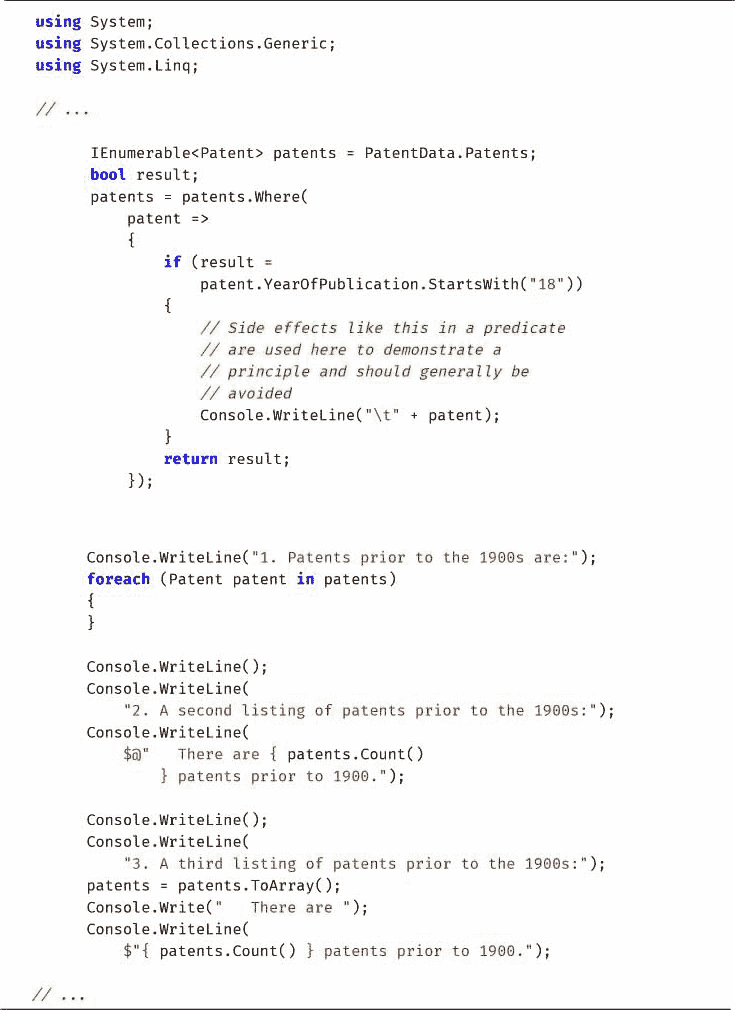 using System;
using System.Collections.Generic;
using System.Linq;
// ...
IEnumerable<Patent> patents = PatentData.Patents;
bool result;
patents = patents.Where(
patent =>
{
if (result =
patent.YearOfPublication.StartsWith("18"))
{
// Side effects like this in a predicate
// are used here to demonstrate a
// principle and should generally be
// avoided
Console.WriteLine("\t" + patent);
}
return result;
});
Console.WriteLine("1. Patents prior to the 1900s are:");
foreach (Patent patent in patents)
{
}
Console.WriteLine();
Console.WriteLine(
"2. A second listing of patents prior to the 1900s:");
Console.WriteLine(
$@"   There are { patents.Count()
} patents prior to 1900.");
Console.WriteLine();
Console.WriteLine(
"3. A third listing of patents prior to the 1900s:");
patents = patents.ToArray();
Console.Write("   There are ");
Console.WriteLine(
$"{ patents.Count() } patents prior to 1900.");
// ...